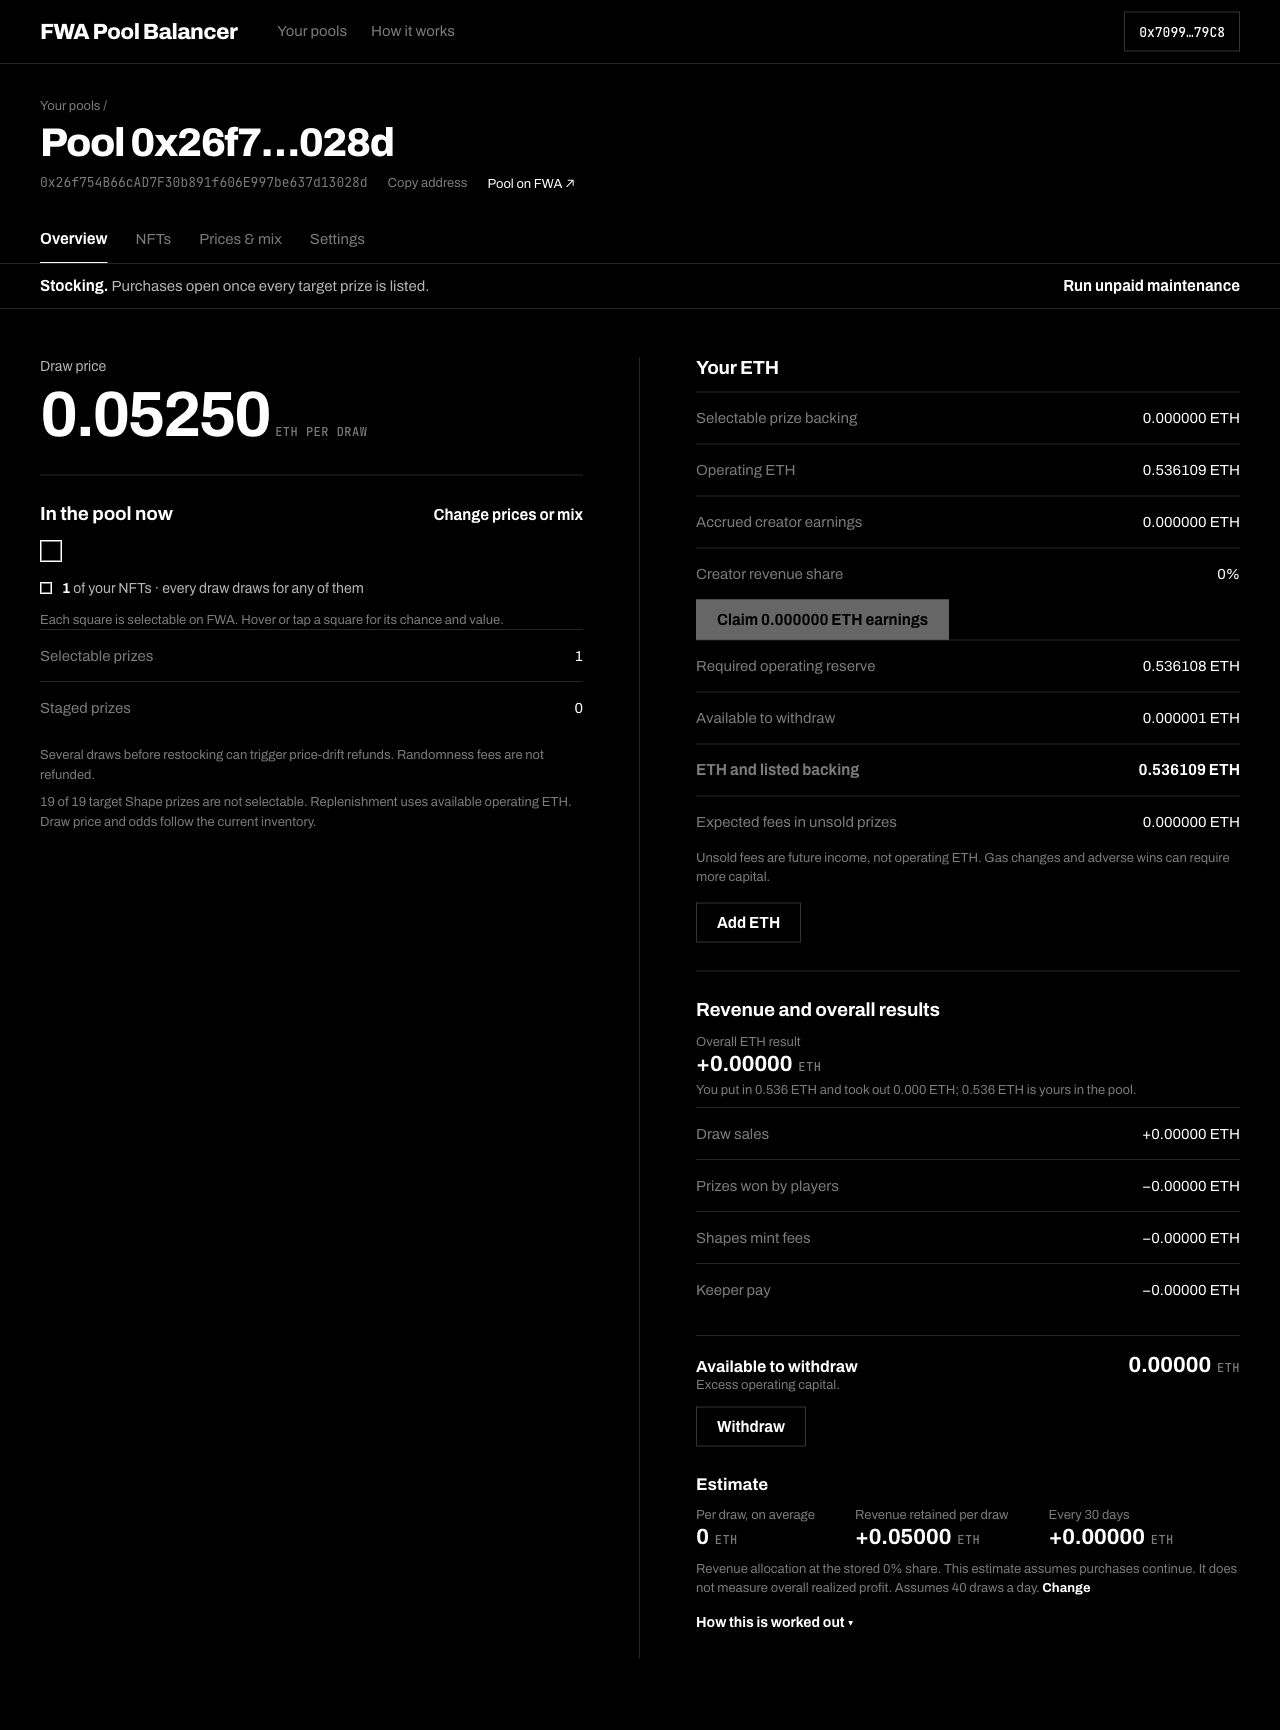 FWA Pool Balancer
Your pools
How it works
0x7099…79C8
Your pools /
Pool 0x26f7…028d
0x26f754B66cAD7F30b891f606E997be637d13028d
Copy address
Pool on FWA ↗
Overview
NFTs
Prices & mix
Settings
Stocking. Purchases open once every target prize is listed.
Run unpaid maintenance
Draw price
0.05250 ETH PER DRAW
In the pool now
Change prices or mix
1 of your NFTs · every draw draws for any of them
Each square is selectable on FWA. Hover or tap a square for its chance and value.
Selectable prizes 1
Staged prizes 0
Several draws before restocking can trigger price-drift refunds. Randomness fees are not
refunded.
19 of 19 target Shape prizes are not selectable. Replenishment uses available operating ETH.
Draw price and odds follow the current inventory.
Your ETH
Selectable prize backing 0.000000 ETH
Operating ETH 0.536109 ETH
Accrued creator earnings 0.000000 ETH
Creator revenue share 0%
Claim 0.000000 ETH earnings
Required operating reserve 0.536108 ETH
Available to withdraw 0.000001 ETH
ETH and listed backing 0.536109 ETH
Expected fees in unsold prizes 0.000000 ETH
Unsold fees are future income, not operating ETH. Gas changes and adverse wins can require
more capital.
Add ETH
Revenue and overall results
Overall ETH result
+0.00000 ETH
You put in 0.536 ETH and took out 0.000 ETH; 0.536 ETH is yours in the pool.
Draw sales +0.00000 ETH
Prizes won by players −0.00000 ETH
Shapes mint fees −0.00000 ETH
Keeper pay −0.00000 ETH
Available to withdraw 0.00000 ETH
Excess operating capital.
Withdraw
Estimate
Per draw, on average
0 ETH
Revenue retained per draw
+0.05000 ETH
Every 30 days
+0.00000 ETH
Revenue allocation at the stored 0% share. This estimate assumes purchases continue. It does
not measure overall realized profit. Assumes 40 draws a day. Change
How this is worked out ▾